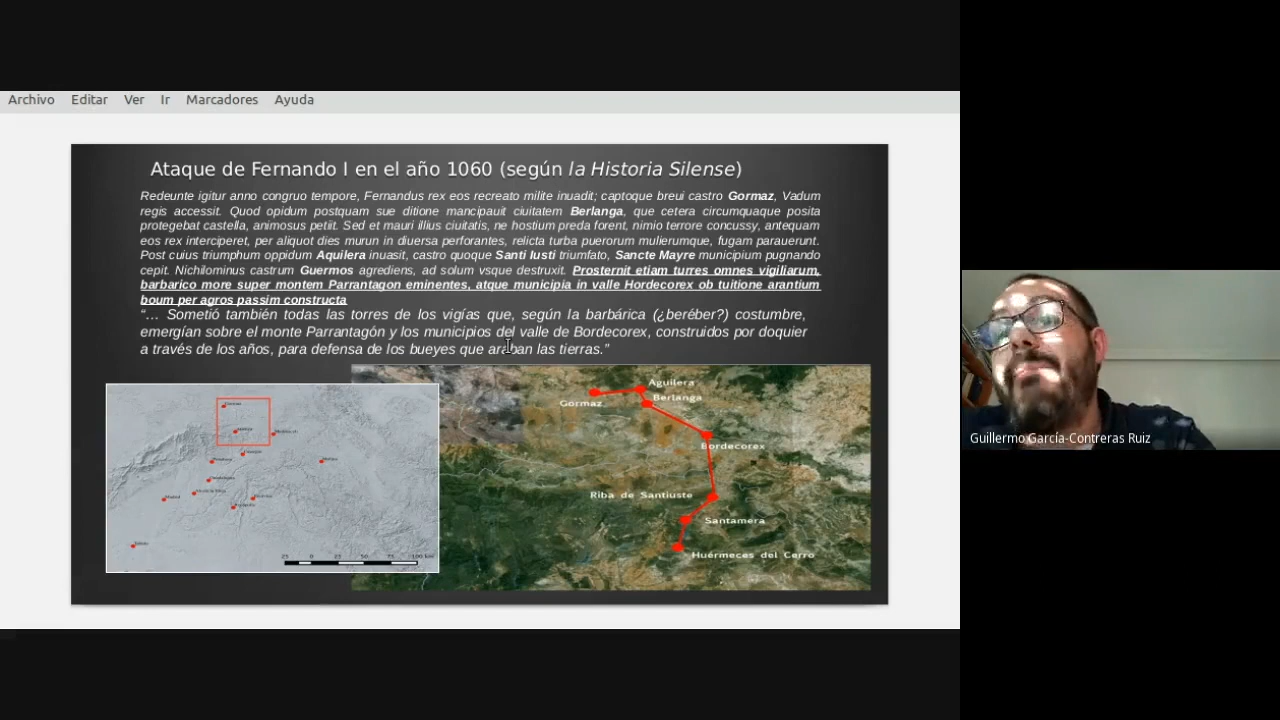 Archivo Editar Ver Ir Marcadores Ayuda
Ataque de Fernando I en el año 1060 (según la Historia Silense)
Redeunte igitur anno congruo tempore, Fernandus rex eos recreato milite inuadit; captoque breui castro Gormaz, Vadum
regis accessit. Quod opidum postquam sue ditione mancipauit ciuitatem Berlanga, que cetera circumquaque posita
protegebat castella, animosus petiit. Sed et mauri illius ciuitatis, ne hostium preda forent, nimio terrore concussy, antequam
eos rex interciperet, per aliquot dies murun in diuersa perforantes, relicta turba puerorum mulierumque, fugam parauerunt.
Post cuius triumphum oppidum Aquilera inuasit, castro quoque Santi Iusti triumfato, Sancte Mayre municipium pugnando
cepit. Nichilominus castrum Guermos agrediens, ad solum vsque destruxit. Prosternit etiam turres omnes vigiliarum,
barbarico more super montem Parrantagon eminentes, atque municipia in valle Hordecorex ob tuitione arantium
boum per agros passim constructa
“… Sometió también todas las torres de los vigías que, según la barbárica (¿beréber?) costumbre,
emergían sobre el monte Parrantagón y los municipios del valle de Bordecorex, construidos por doquier
a través de los años, para defensa de los bueyes que araban las tierras.”
Aguilera
Gormaz
Berlanga
Bordecorex
Riba de Santiuste
Santamera
Huérmeces del Cerro
25 0 25 50 75 100 km
Guillermo García-Contreras Ruiz